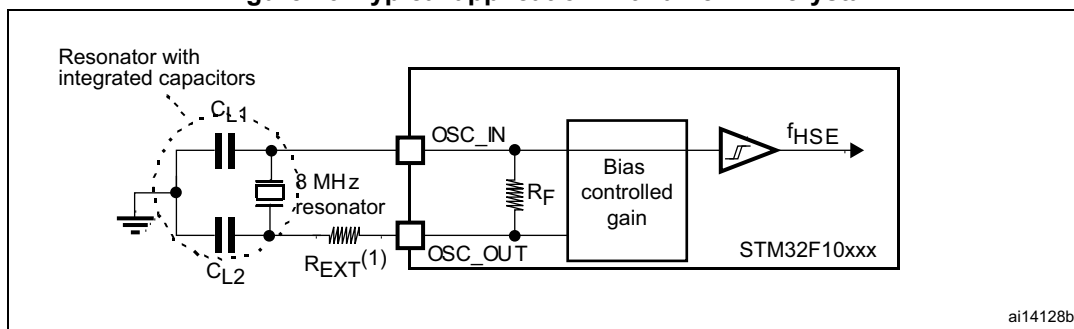 Resonator with
integrated capacitors
CL1
OSC_IN
fHSE
8 MHz
resonator
RF
Bias
controlled
gain
REXT(1)
OSC_OUT
STM32F10xxx
CL2
ai14128b